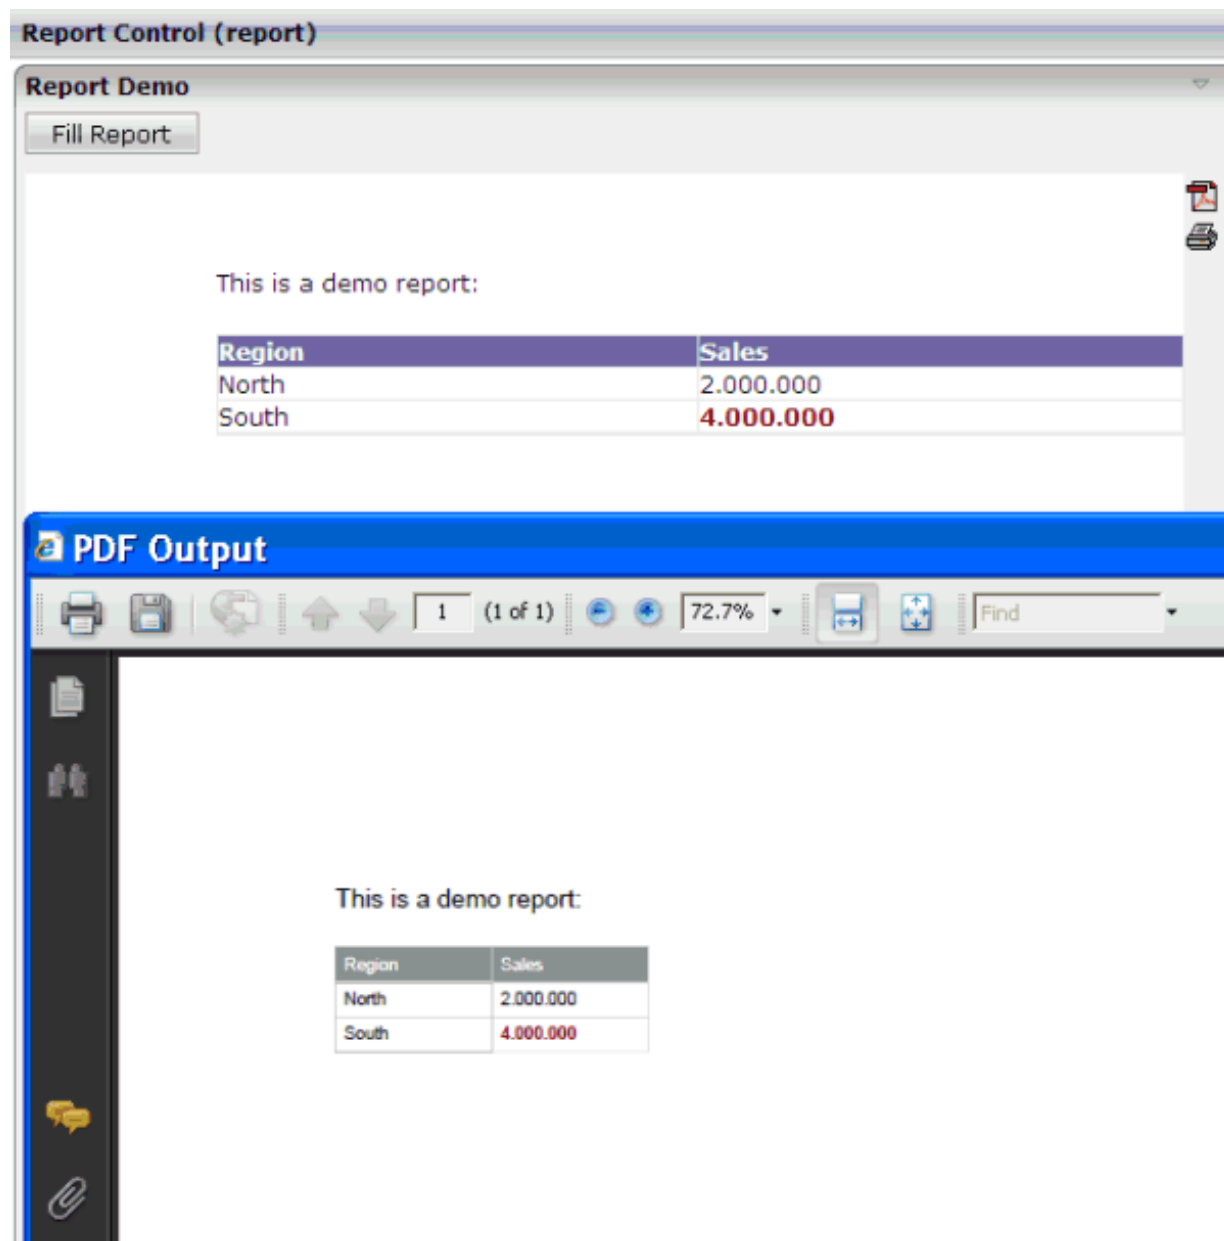 Report Control (report)
Report Demo
Fill Report
This is a demo report:
Region Sales
North 2.000.000
South 4.000.000
PDF Output
1 (1 of 1) 72.7% Find
This is a demo report:
Region Sales
North 2.000.000
South 4.000.000